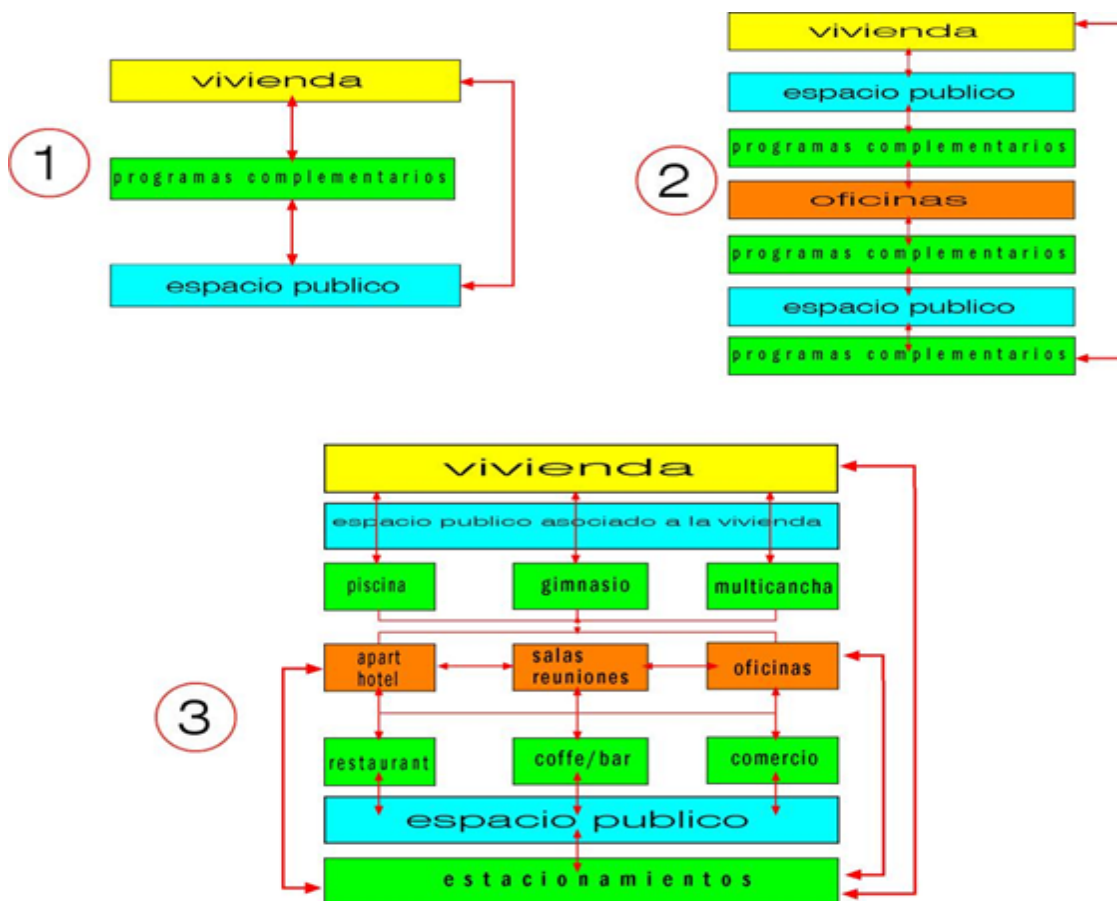 1
vivienda
programas complementarios
espacio publico
2
vivienda
espacio publico
programas complementarios
oficinas
programas complementarios
espacio publico
programas complementarios
3
vivienda
espacio publico asociado a la vivienda
piscina gimnasio multicancha
apart hotel
salas reuniones
oficinas
restaurant coffe/bar comercio
espacio publico
estacionamientos